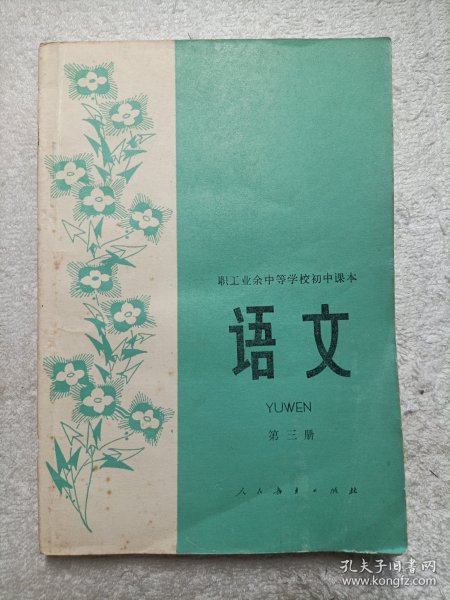 职工业余中等学校初中课本
语文
YUWEN
第三册
人民教育出版社
孔夫子旧书网
www.kongfz.com